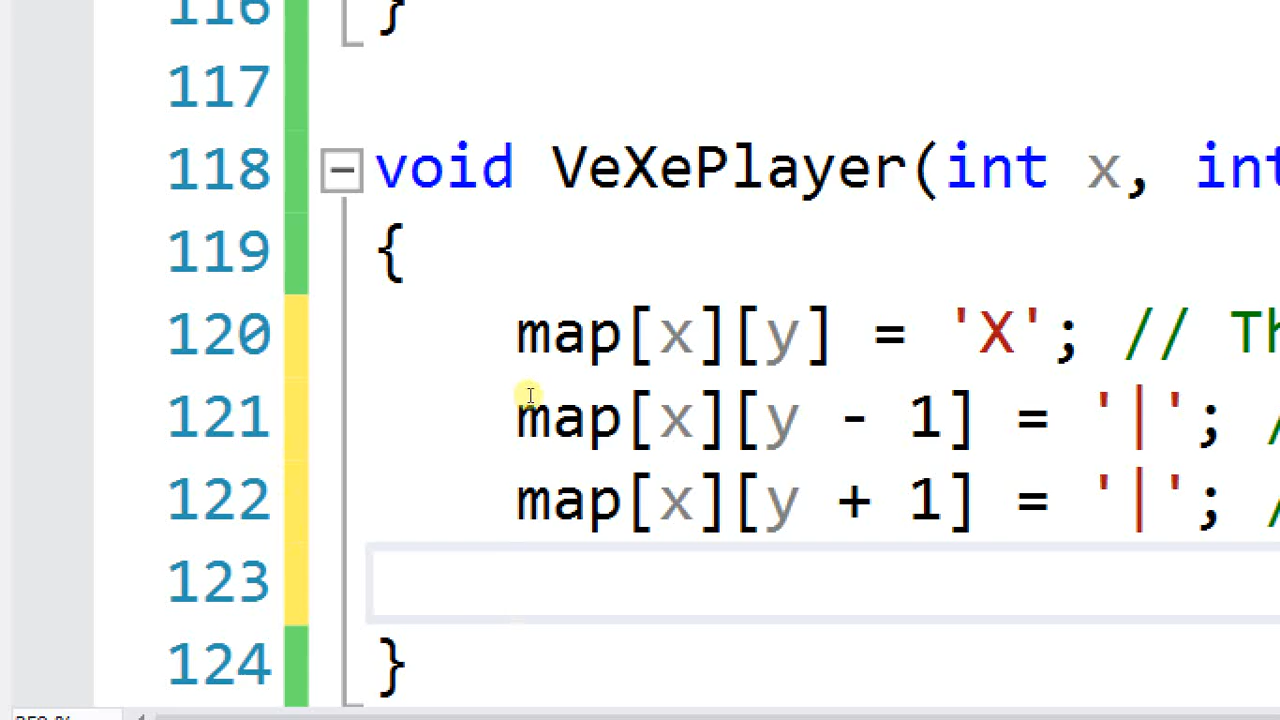 116 }
117
118 void VeXePlayer(int x, int
119 {
120 map[x][y] = 'X'; // Th
121 map[x][y - 1] = '|'; /
122 map[x][y + 1] = '|'; /
123
124 }